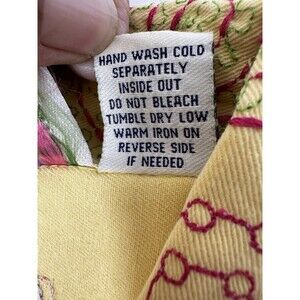 HAND WASH COLD
SEPARATELY
INSIDE OUT
DO NOT BLEACH
TUMBLE DRY LOW
WARM IRON ON
REVERSE SIDE
IF NEEDED